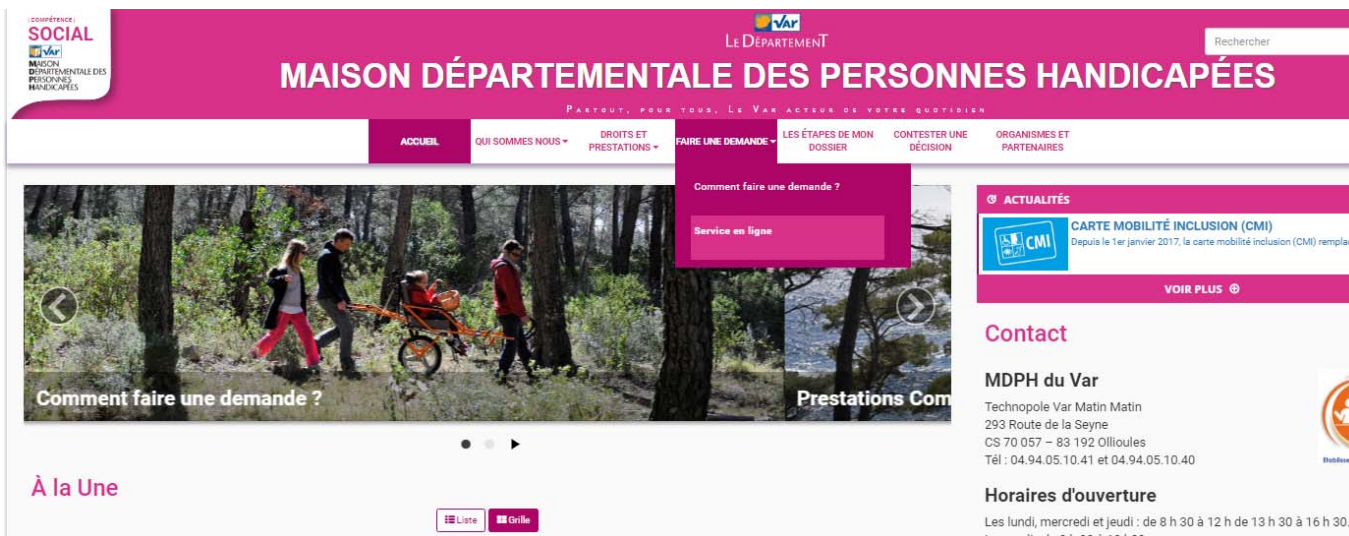 COMPÉTENCE
SOCIAL
Var
MAISON
DÉPARTEMENTALE DES
PERSONNES
HANDICAPÉES
Var
LE DÉPARTEMENT
Rechercher
MAISON DÉPARTEMENTALE DES PERSONNES HANDICAPÉES
PARTOUT, POUR TOUS, LE VAR ACTEUR DE VOTRE QUOTIDIEN
ACCUEIL
QUI SOMMES NOUS
DROITS ET
PRESTATIONS
FAIRE UNE DEMANDE
LES ÉTAPES DE MON
DOSSIER
CONTESTER UNE
DÉCISION
ORGANISMES ET
PARTENAIRES
Comment faire une demande ?
Service en ligne
Comment faire une demande ?
Prestations Com
ACTUALITÉS
CMI
CARTE MOBILITÉ INCLUSION (CMI)
Depuis le 1er janvier 2017, la carte mobilité inclusion (CMI) rempla
VOIR PLUS
Contact
MDPH du Var
Technopole Var Matin Matin
293 Route de la Seyne
CS 70 057 – 83 192 Ollioules
Tél : 04.94.05.10.41 et 04.94.05.10.40
Horaires d'ouverture
Les lundi, mercredi et jeudi : de 8 h 30 à 12 h de 13 h 30 à 16 h 30.
À la Une
Liste
Grille